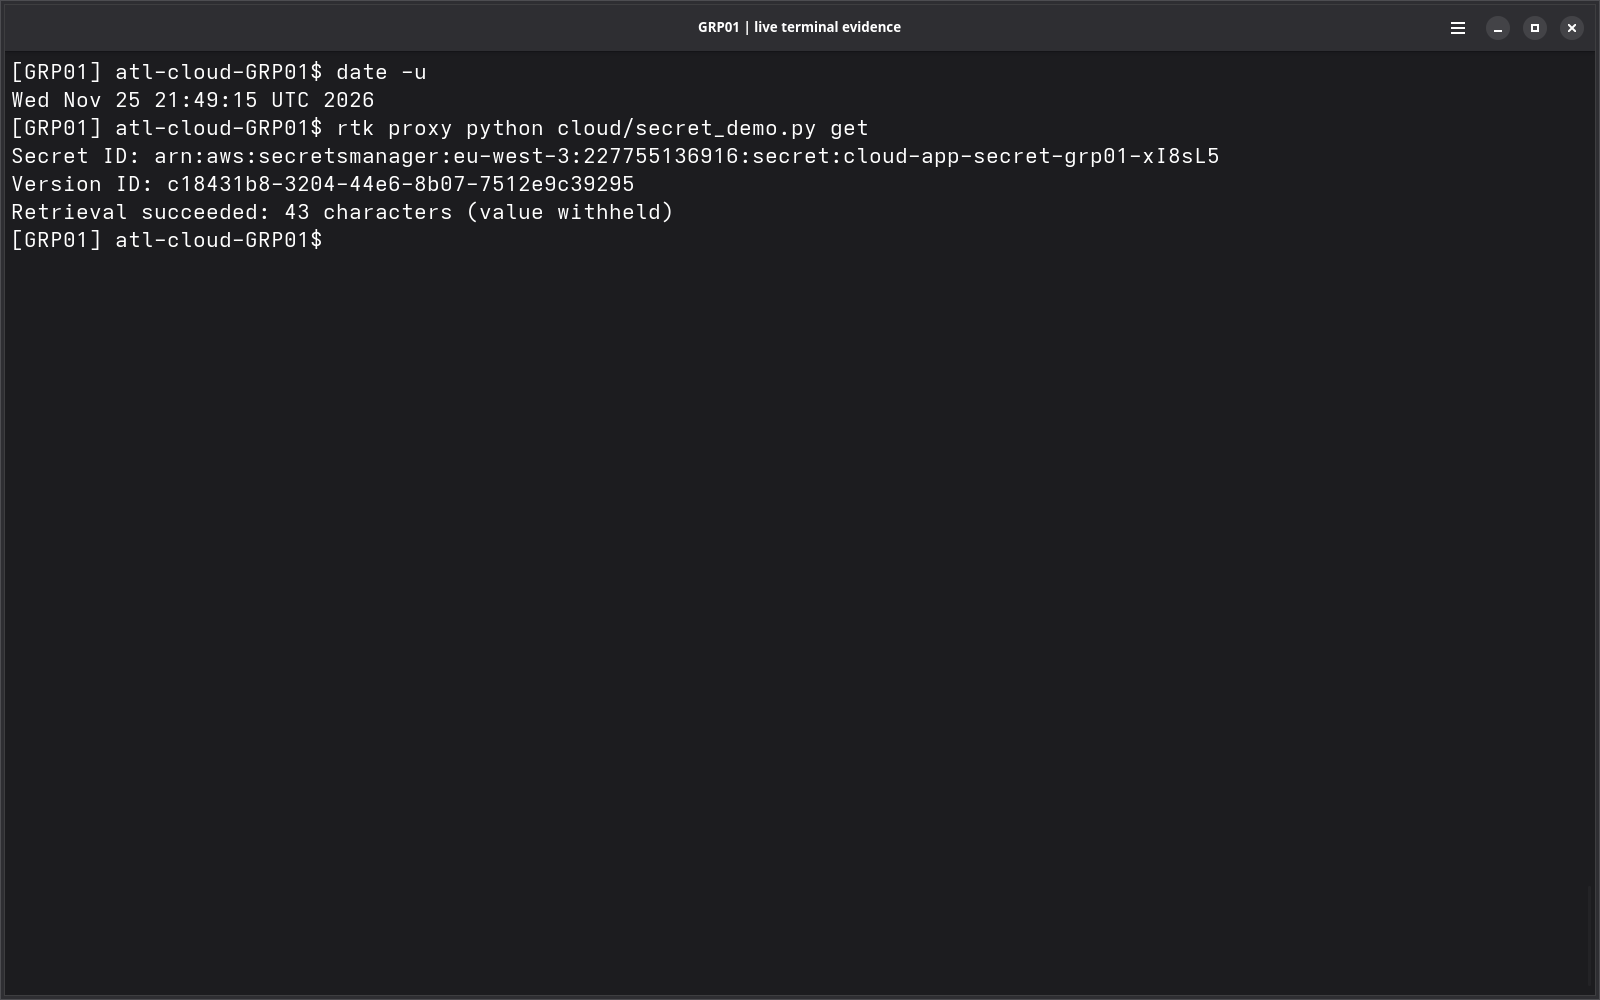 GRP01 | live terminal evidence
[GRP01] atl-cloud-GRP01$ date -u
Wed Nov 25 21:49:15 UTC 2026
[GRP01] atl-cloud-GRP01$ rtk proxy python cloud/secret_demo.py get
Secret ID: arn:aws:secretsmanager:eu-west-3:227755136916:secret:cloud-app-secret-grp01-xI8sL5
Version ID: c18431b8-3204-44e6-8b07-7512e9c39295
Retrieval succeeded: 43 characters (value withheld)
[GRP01] atl-cloud-GRP01$